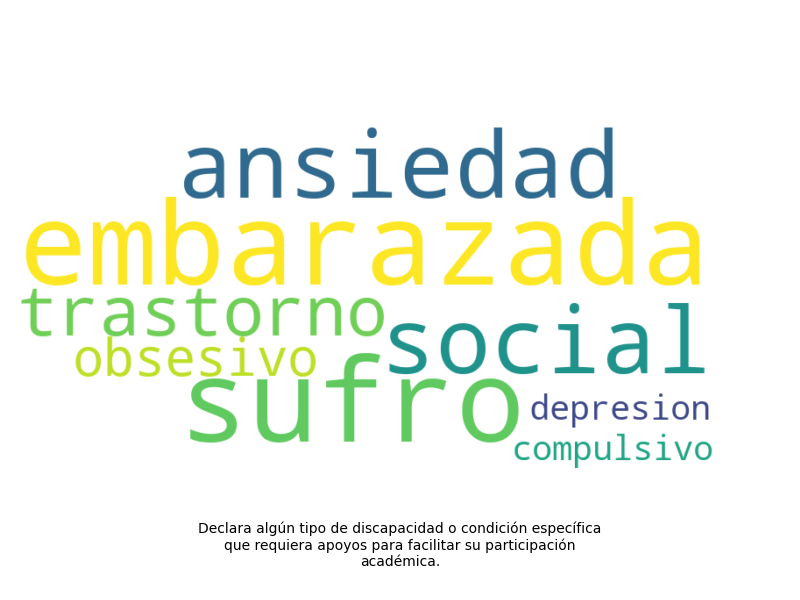 ansiedad
embarazada
trastorno
social
obsesivo
sufro
depresion
compulsivo
Declara algún tipo de discapacidad o condición específica
que requiera apoyos para facilitar su participación
académica.